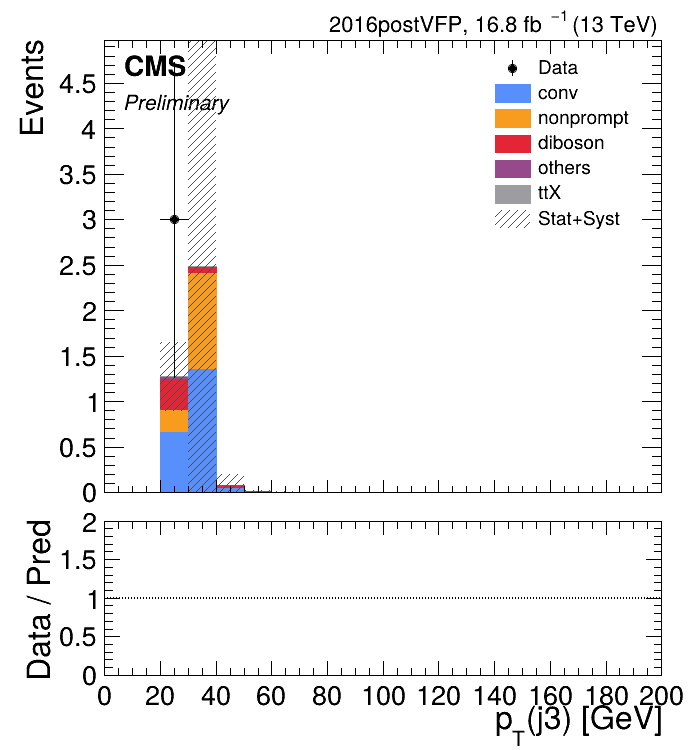 2016postVFP, 16.8 fb⁻¹ (13 TeV)
CMS
Preliminary
Events
4.5
4
3.5
3
2.5
2
1.5
1
0.5
0
Data
conv
nonprompt
diboson
others
ttX
Stat+Syst
Data / Pred
2
1.5
1
0.5
0
0 20 40 60 80 100 120 140 160 180 200
p_T(j3) [GeV]